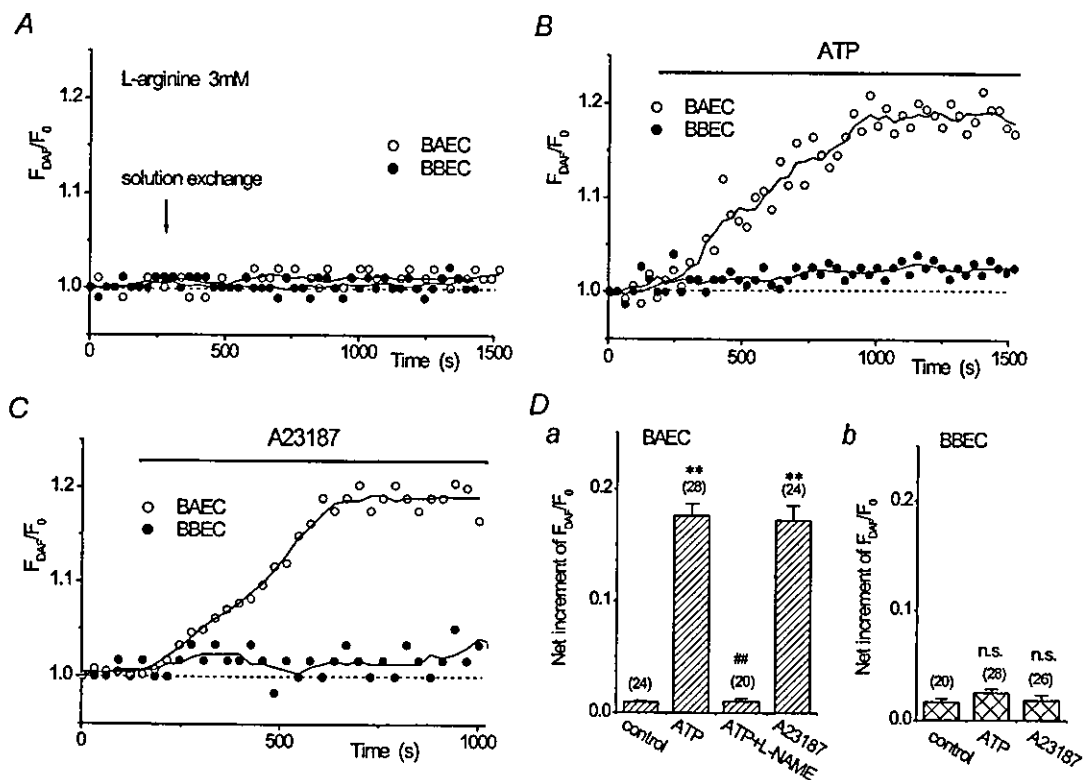 A
L-arginine 3mM
1.2
BAEC
BBEC
F_DAF/F_0
1.1
solution exchange
1.0
0 500 1000 1500
Time (s)
B
ATP
1.2
BAEC
BBEC
F_DAF/F_0
1.1
1.0
0 500 1000 1500
Time (s)
C
A23187
1.2
BAEC
BBEC
F_DAF/F_0
1.1
1.0
0 500 1000
Time (s)
D
a
BAEC
Net increment of F_DAF/F_0
0.2
0.1
0.0
(24)
**
(28)
##
(20)
**
(24)
control ATP ATP+L-NAME A23187
b
BBEC
Net increment of F_DAF/F_0
0.2
0.1
0.0
(20)
n.s.
(28)
n.s.
(26)
control ATP A23187